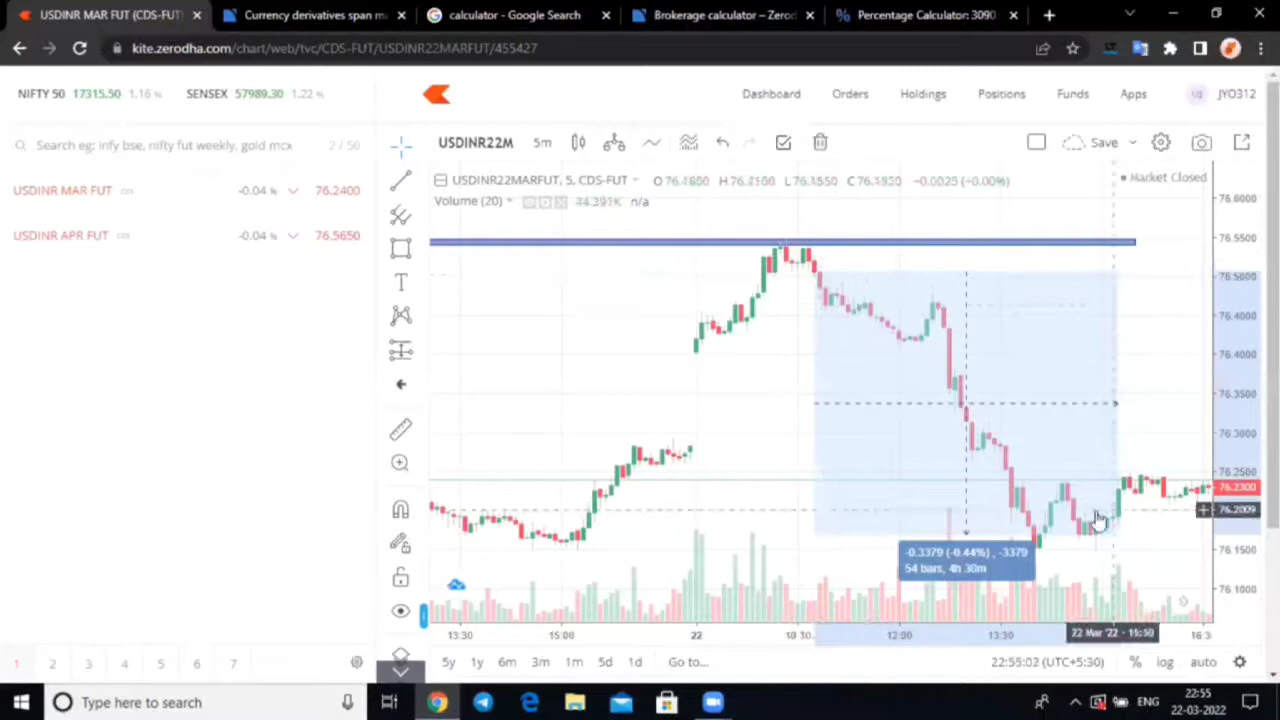 USDINR MAR FUT (CDS-FUT)
Currency derivatives span m
calculator - Google Search
Brokerage calculator – Zerod
Percentage Calculator: 3090
kite.zerodha.com/chart/web/tvc/CDS-FUT/USDINR22MARFUT/455427
NIFTY 50 17315.50 1.16 % SENSEX 57989.30 1.22 %
Dashboard Orders Holdings Positions Funds Apps JYO312
Search eg: infy bse, nifty fut weekly, gold mcx 2 / 50
USDINR22M 5m Save
USDINR MAR FUT CDS -0.04 % 76.2400
USDINR APR FUT CDS -0.04 % 76.5650
USDINR22MARFUT, 5, CDS-FUT
−0.0025 (−0.00%)
Market Closed
Volume (20) n/a
76.6000
76.5500
76.5000
76.4500
76.4000
76.3500
76.3000
76.2500
76.2300
76.2009
76.1500
76.1000
-0.3379 (-0.44%) , -3379
54 bars, 4h 30m
13:30 15:00 22 10:30 12:00 22 Mar '22 16:3
5y 1y 6m 3m 1m 5d 1d Go to... 22:55:02 (UTC+5:30) % log auto
1 2 3 4 5 6 7
Type here to search
ENG
22:55
22-03-2022